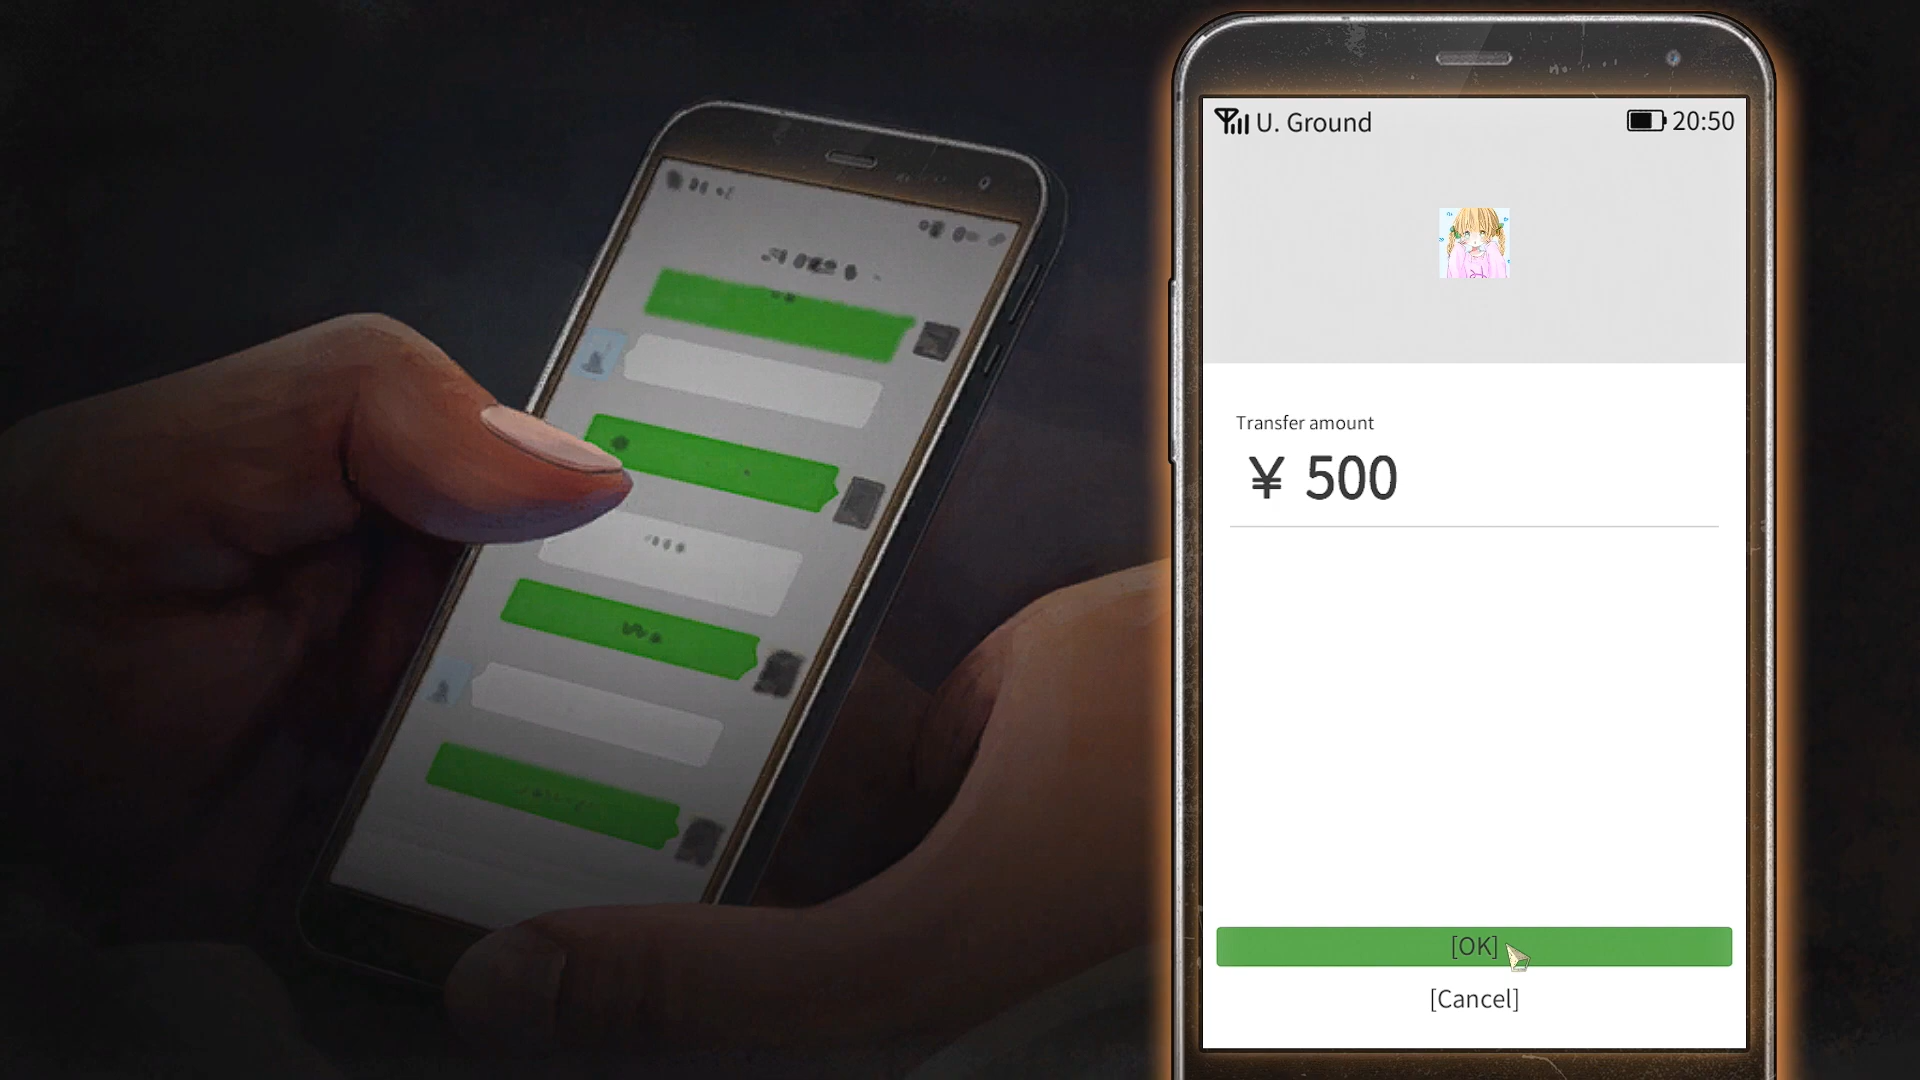 U. Ground
20:50
Transfer amount
¥ 500
[OK]
[Cancel]